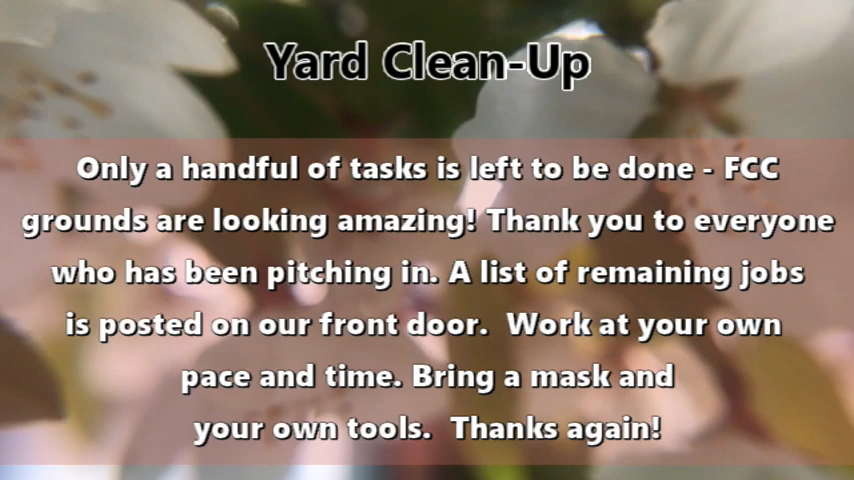 Yard Clean-Up
Only a handful of tasks is left to be done - FCC
grounds are looking amazing! Thank you to everyone
who has been pitching in. A list of remaining jobs
is posted on our front door.  Work at your own
pace and time. Bring a mask and
your own tools.  Thanks again!